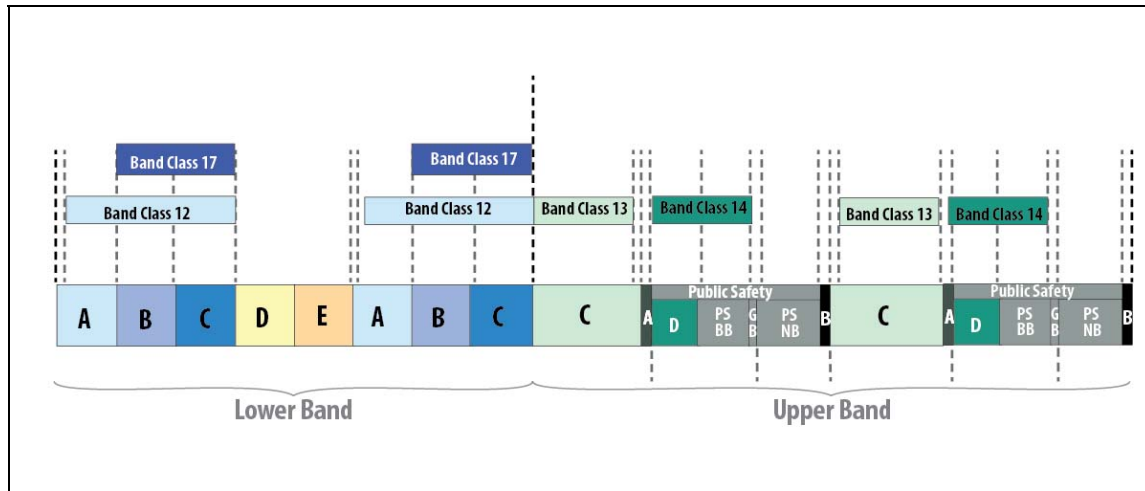 Band Class 17
Band Class 17
Band Class 12
Band Class 12
Band Class 13
Band Class 14
Band Class 13
Band Class 14
A
B
C
D
E
A
B
C
C
A
Public Safety
D
PS
BB
G
B
PS
NB
B
C
A
Public Safety
D
PS
BB
G
B
PS
NB
B
Lower Band
Upper Band